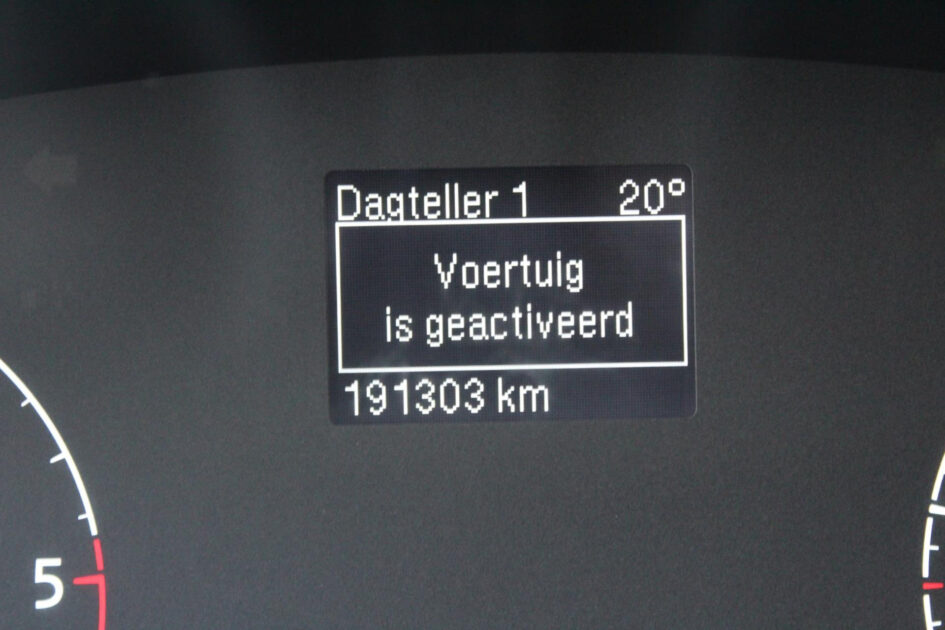 Dagteller 1 20°
Voertuig
is geactiveerd
191303 km
5